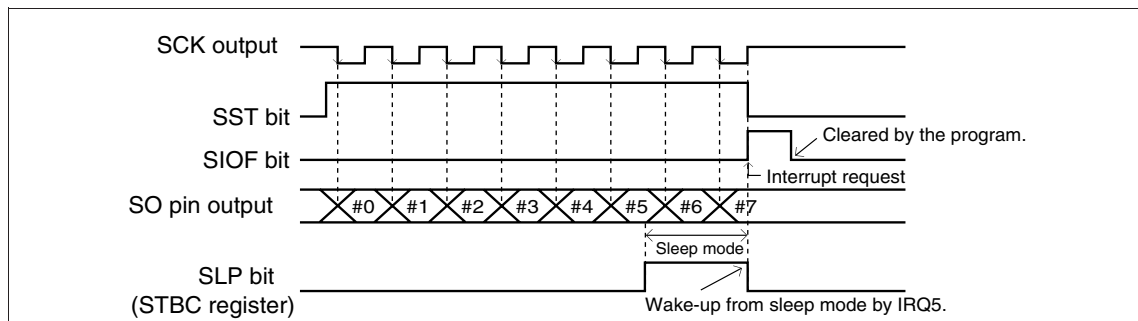 SCK output
SST bit
Cleared by the program.
SIOF bit
Interrupt request
SO pin output
#0 #1 #2 #3 #4 #5 #6 #7
Sleep mode
SLP bit
(STBC register)
Wake-up from sleep mode by IRQ5.